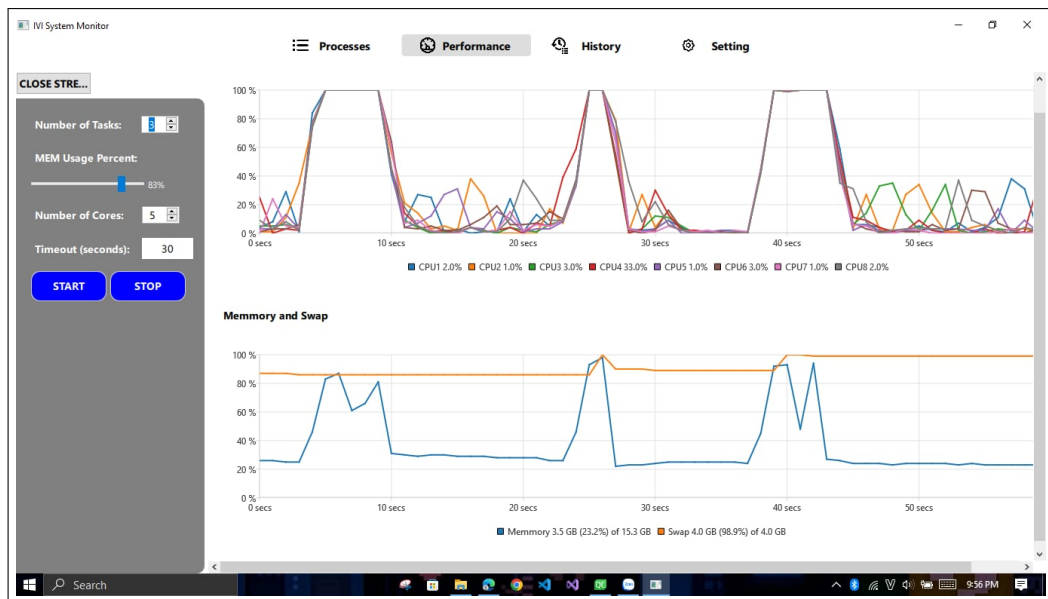 IVI System Monitor
Processes Performance History Setting
CLOSE STRE...
Number of Tasks: 3
MEM Usage Percent:
83%
Number of Cores: 5
Timeout (seconds): 30
START STOP
100 %
80 %
60 %
40 %
20 %
0 %
0 secs 10 secs 20 secs 30 secs 40 secs 50 secs
CPU1 2.0% CPU2 1.0% CPU3 3.0% CPU4 33.0% CPU5 1.0% CPU6 3.0% CPU7 1.0% CPU8 2.0%
Memmory and Swap
100 %
80 %
60 %
40 %
20 %
0 %
0 secs 10 secs 20 secs 30 secs 40 secs 50 secs
Memmory 3.5 GB (23.2%) of 15.3 GB Swap 4.0 GB (98.9%) of 4.0 GB
Search
9:56 PM